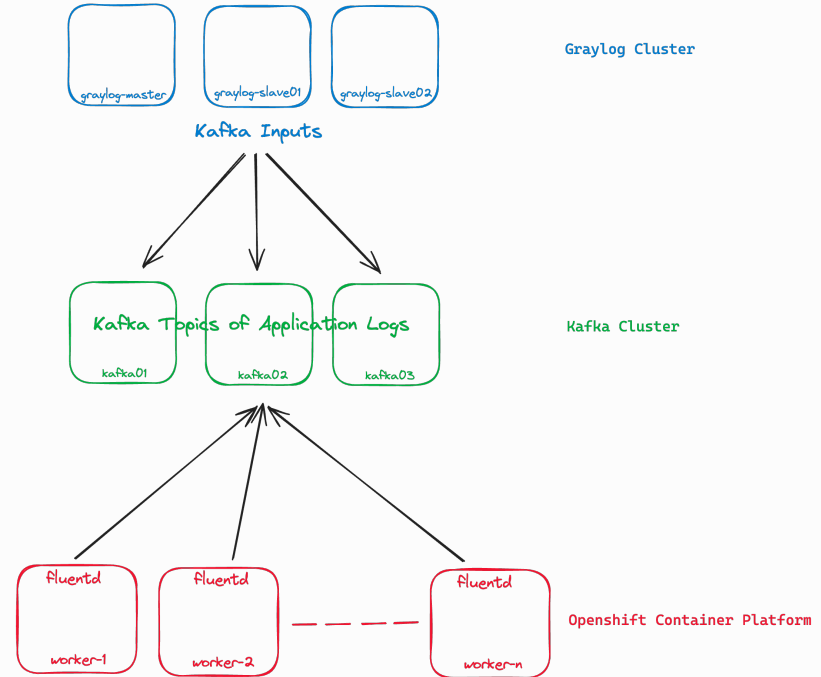 graylog-master
graylog-slave01
graylog-slave02
Graylog Cluster
Kafka Inputs
Kafka Topics of Application Logs
kafka01
kafka02
kafka03
Kafka Cluster
fluentd
worker-1
fluentd
worker-2
fluentd
worker-n
Openshift Container Platform